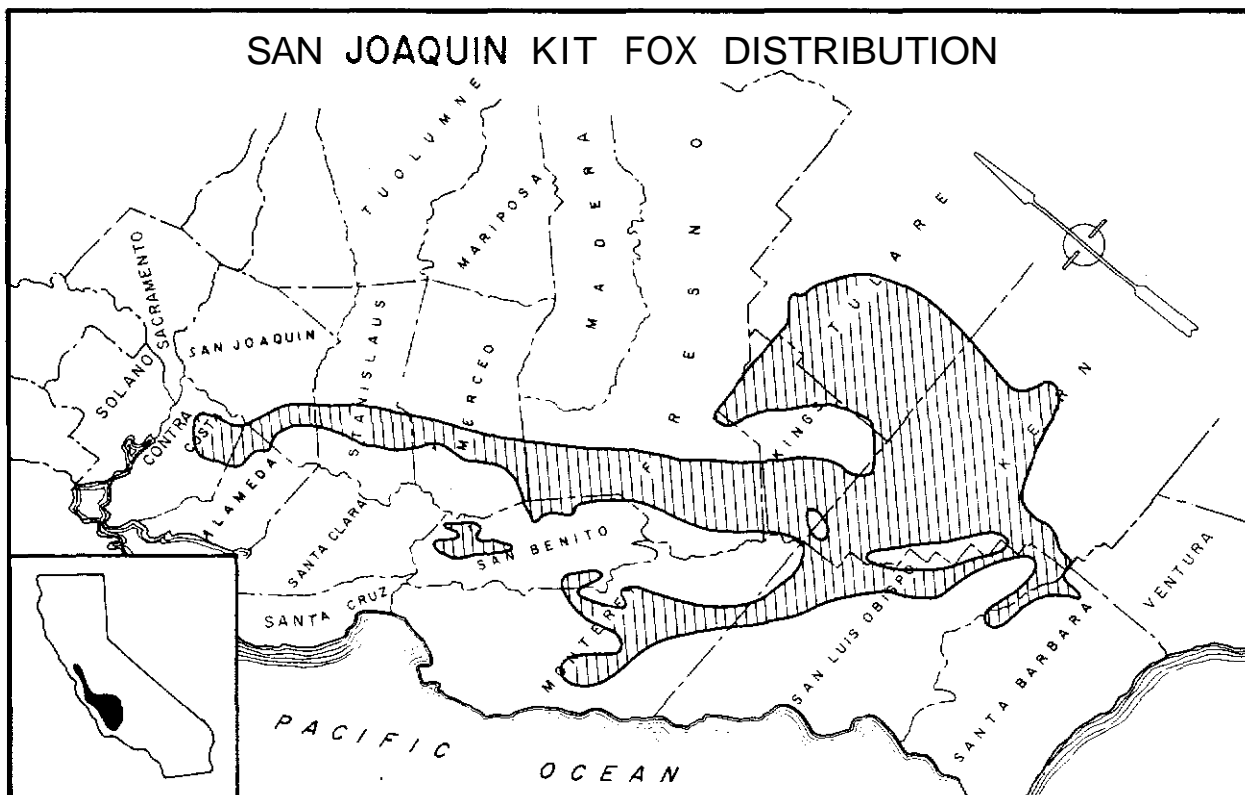 SAN JOAQUIN KIT FOX DISTRIBUTION
TUOLUMNE
MARIPOSA
MADERA
FRESNO
TULARE
SACRAMENTO
SAN JOAQUIN
STANISLAUS
MERCED
SOLANO
CONTRA
COSTA
KINGS
KERN
ALAMEDA
SANTA CLARA
SAN BENITO
SANTA CRUZ
MONTEREY
SAN LUIS OBISPO
SANTA BARBARA
VENTURA
PACIFIC
OCEAN